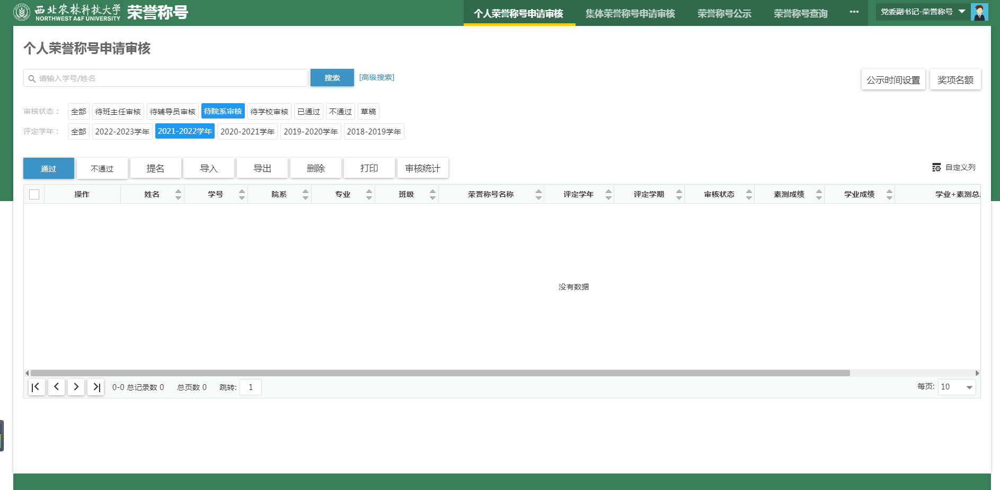 西北农林科技大学 荣誉称号
NORTHWEST A&F UNIVERSITY
个人荣誉称号申请审核 集体荣誉称号申请审核 荣誉称号公示 荣誉称号查询 ••• 党委副书记-荣誉称号
个人荣誉称号申请审核
请输入学号/姓名 搜索 [高级搜索] 公示时间设置 奖项名额
审核状态： 全部 待班主任审核 待辅导员审核 待院系审核 待学校审核 已通过 不通过 草稿
评定学年： 全部 2022-2023学年 2021-2022学年 2020-2021学年 2019-2020学年 2018-2019学年
通过 不通过 提名 导入 导出 删除 打印 审核统计 自定义列
操作 姓名 学号 院系 专业 班级 荣誉称号名称 评定学年 评定学期 审核状态 素测成绩 学业成绩 学业+素测总
没有数据
0-0 总记录数 0 总页数 0 跳转: 1 每页: 10